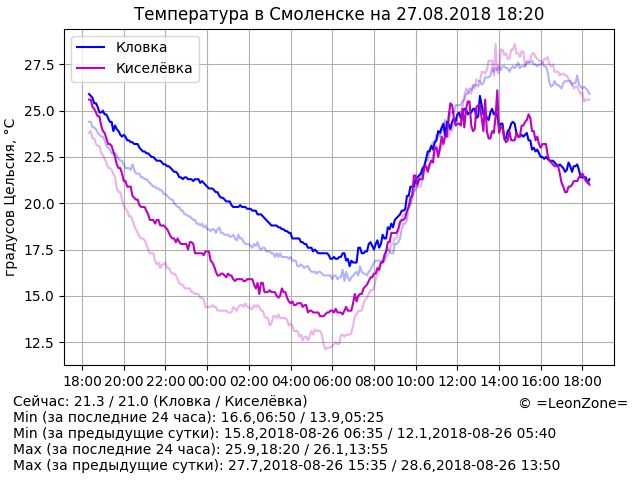 Температура в Смоленске на 27.08.2018 18:20
Кловка
Киселёвка
градусов Цельсия, °C
27.5
25.0
22.5
20.0
17.5
15.0
12.5
18:00 20:00 22:00 00:00 02:00 04:00 06:00 08:00 10:00 12:00 14:00 16:00 18:00
Сейчас: 21.3 / 21.0 (Кловка / Киселёвка)
© =LeonZone=
Min (за последние 24 часа): 16.6,06:50 / 13.9,05:25
Min (за предыдущие сутки): 15.8,2018-08-26 06:35 / 12.1,2018-08-26 05:40
Max (за последние 24 часа): 25.9,18:20 / 26.1,13:55
Max (за предыдущие сутки): 27.7,2018-08-26 15:35 / 28.6,2018-08-26 13:50